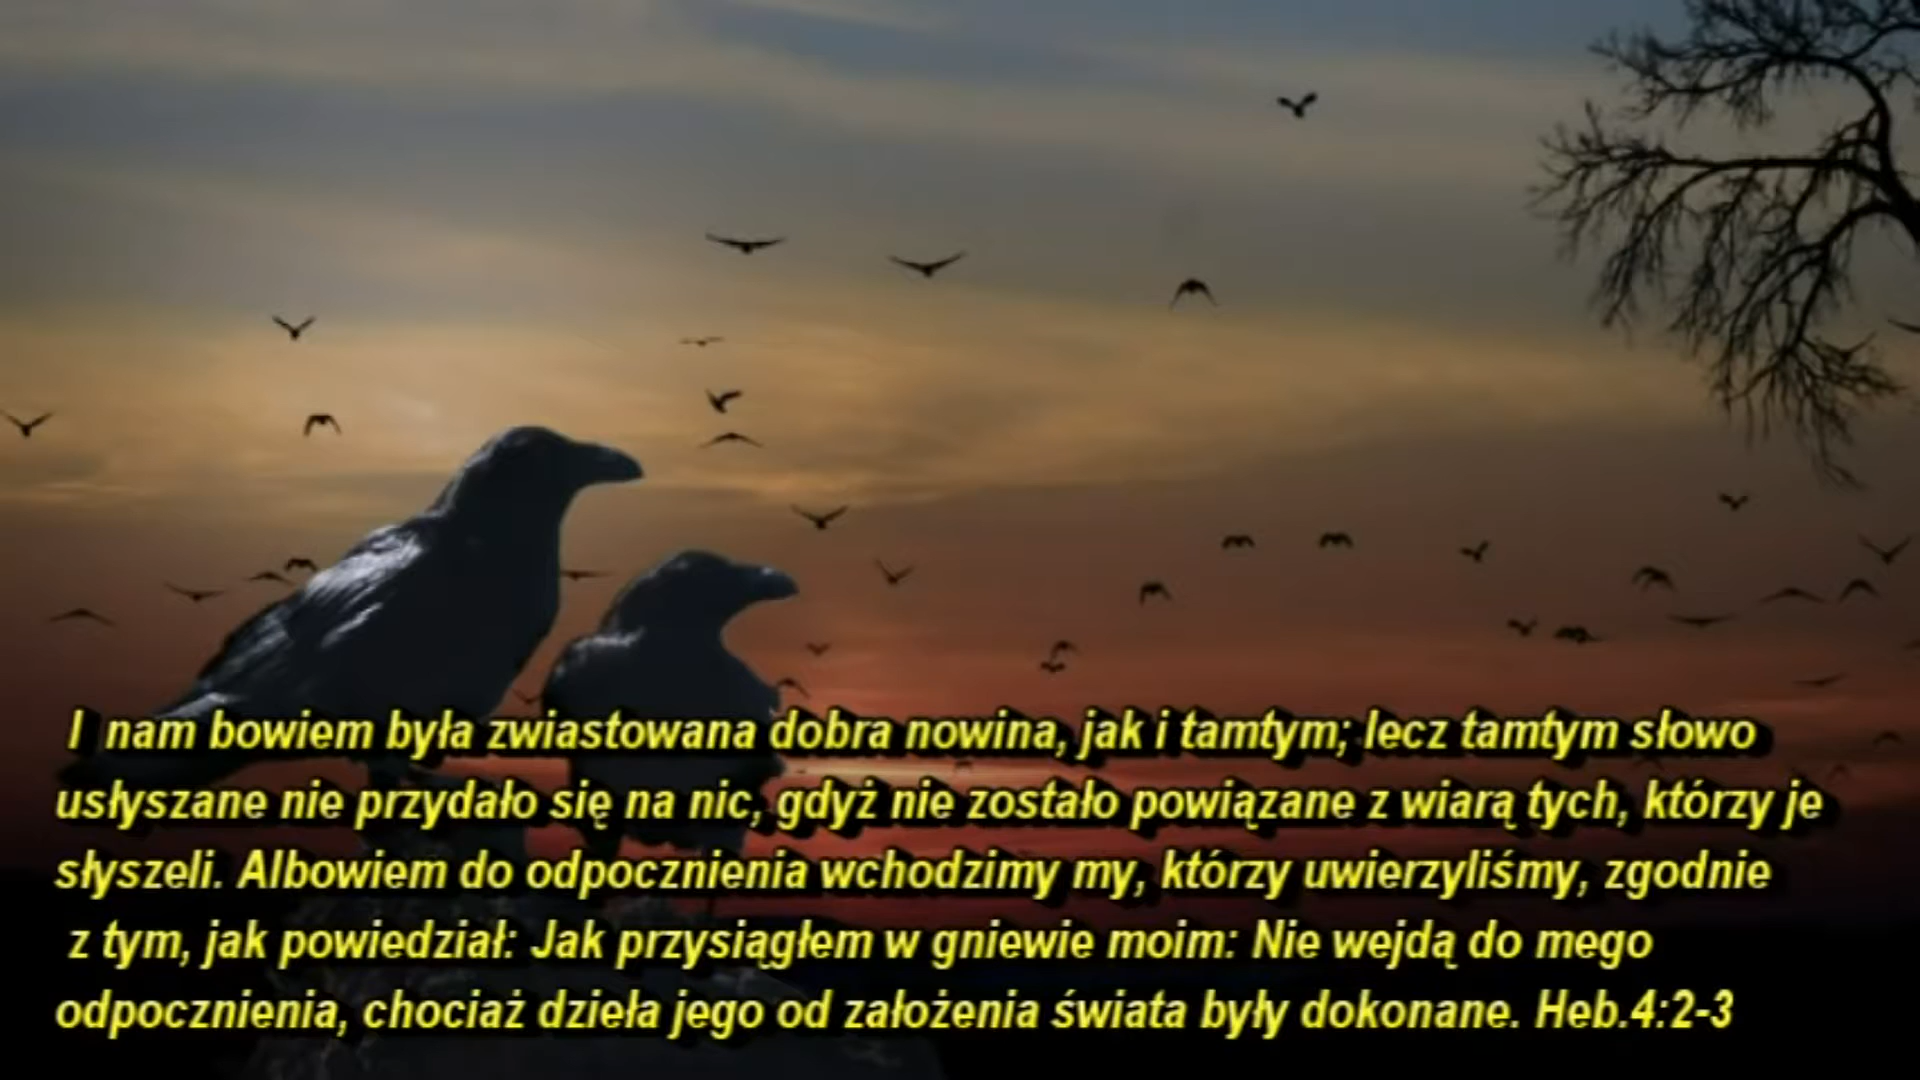 I nam bowiem była zwiastowana dobra nowina, jak i tamtym; lecz tamtym słowo
usłyszane nie przydało się na nic, gdyż nie zostało powiązane z wiarą tych, którzy je
słyszeli. Albowiem do odpocznienia wchodzimy my, którzy uwierzyliśmy, zgodnie
z tym, jak powiedział: Jak przysiągłem w gniewie moim: Nie wejdą do mego
odpocznienia, chociaż dzieła jego od założenia świata były dokonane. Heb.4:2-3